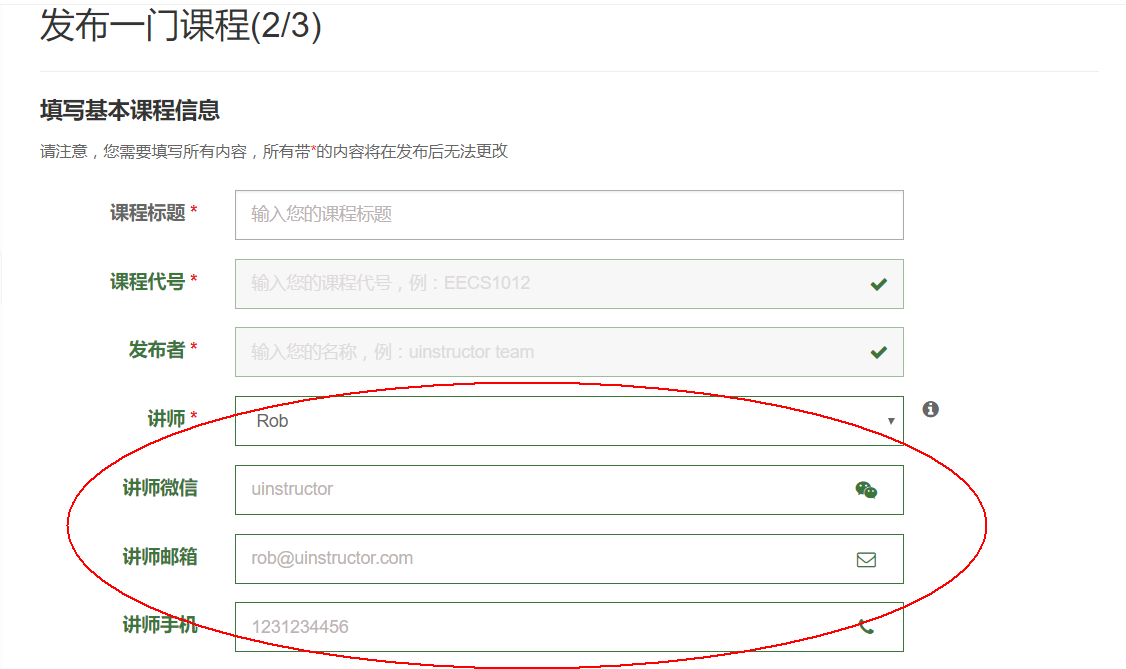 发布一门课程(2/3)
填写基本课程信息
请注意，您需要填写所有内容，所有带*的内容将在发布后无法更改
课程标题 * 输入您的课程标题
课程代号 * 输入您的课程代号，例：EECS1012
发布者 * 输入您的名称，例：uinstructor team
讲师 * Rob
讲师微信 uinstructor
讲师邮箱 rob@uinstructor.com
讲师手机 1231234456